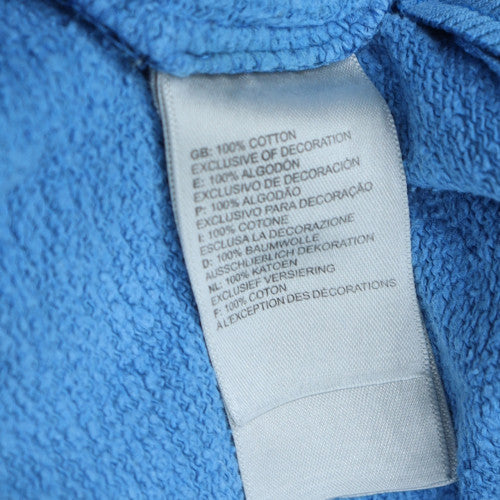 GB: 100% COTTON
EXCLUSIVE OF DECORATION
E: 100% ALGODÓN
EXCLUSIVO DE DECORACIÓN
P: 100% ALGODÃO
EXCLUSIVO PARA DECORAÇÃO
I: 100% COTONE
ESCLUSA LA DECORAZIONE
D: 100% BAUMWOLLE
AUSSCHLIEBLICH DEKORATION
NL: 100% KATOEN
EXCLUSIEF VERSIERING
F: 100% COTON
A L'EXCEPTION DES DÉCORATIONS